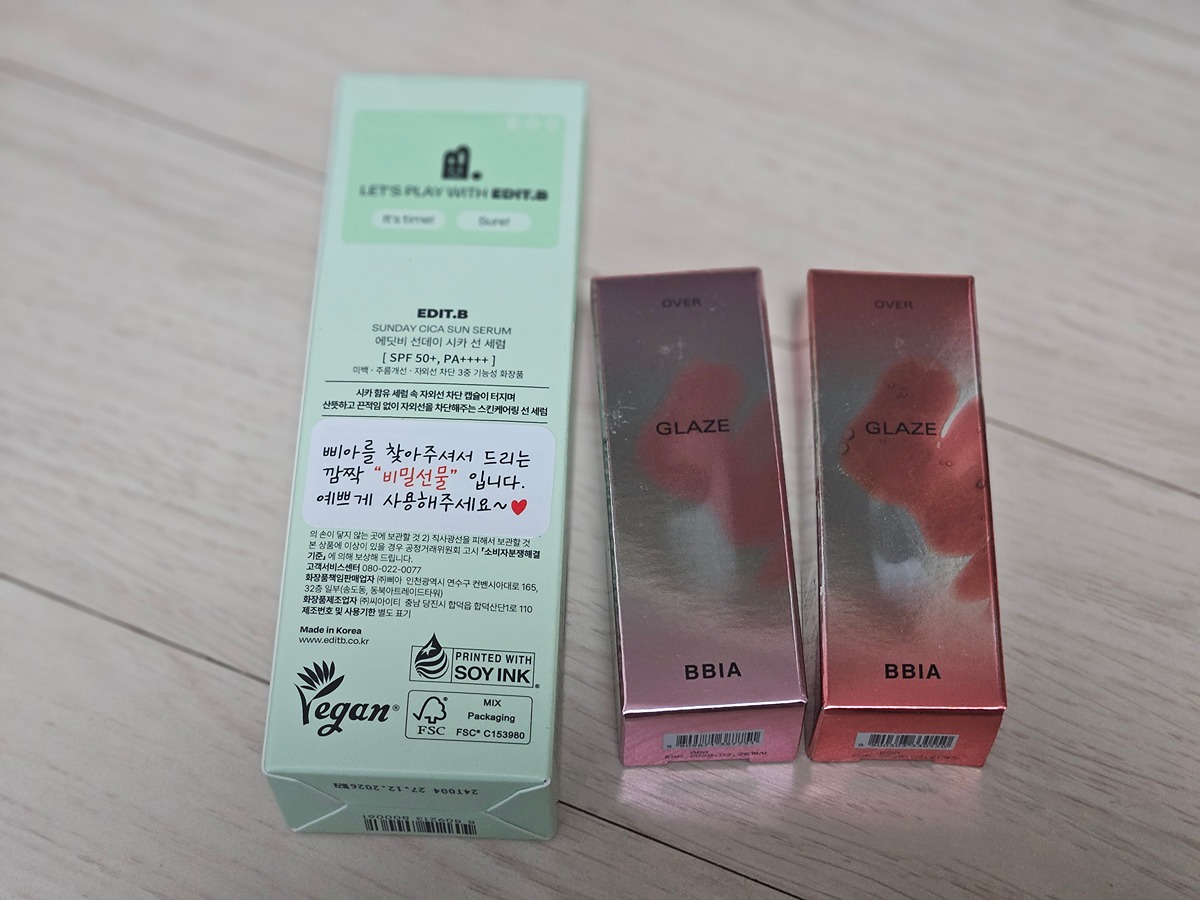 B.
LET'S PLAY WITH EDIT.B
It's time!
Sure!
EDIT.B
SUNDAY CICA SUN SERUM
에딧비 선데이 시카 선 세럼
[ SPF 50+, PA++++ ]
미백 · 주름개선 · 자외선 차단 3중 기능성 화장품
시카 함유 세럼 속 자외선 차단 캡슐이 터지며
산뜻하고 끈적임 없이 자외선을 차단해주는 스킨케어링 선 세럼
삐아를 찾아주셔서 드리는
깜짝 "비밀선물" 입니다.
예쁘게 사용해주세요~♥
의 손이 닿지 않는 곳에 보관할 것 2) 직사광선을 피해서 보관할 것
본 상품에 이상이 있을 경우 공정거래위원회 고시 「소비자분쟁해결
기준」에 의해 보상해 드립니다.
고객서비스센터 080-022-0077
화장품책임판매업자 ㈜삐아 인천광역시 연수구 컨벤시아대로 165,
32층 일부(송도동, 동북아트레이드타워)
화장품제조업자 ㈜씨아이티 충남 당진시 합덕읍 합덕산단1로 110
제조번호 및 사용기한 별도 표기
Made in Korea
www.editb.co.kr
Vegan®
PRINTED WITH
SOY INK®
FSC
MIX
Packaging
FSC® C153980
24T004 27.12.2026
8 809213 800061
OVER
GLAZE
BBIA
OVER
GLAZE
BBIA